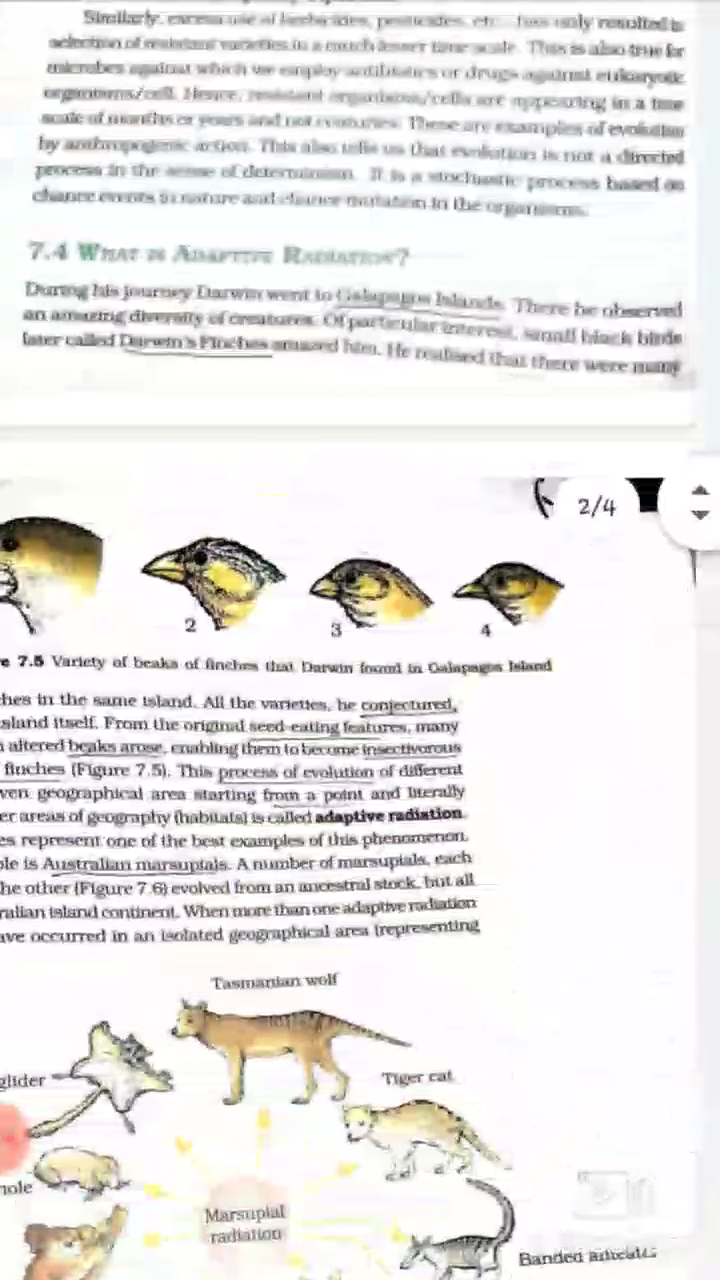 Similarly, excess use of herbicides, pesticides, etc., has only resulted in
selection of resistant varieties in a much lesser time scale. This is also true for
microbes against which we employ antibiotics or drugs against eukaryotic
organisms/cell. Hence, resistant organisms/cells are appearing in a time
scale of months or years and not centuries. These are examples of evolution
by anthropogenic action. This also tells us that evolution is not a directed
process in the sense of determinism. It is a stochastic process based on
chance events in nature and chance mutation in the organisms.
7.4 WHAT IS ADAPTIVE RADIATION?
During his journey Darwin went to Galapagos Islands. There he observed
an amazing diversity of creatures. Of particular interest, small black birds
later called Darwin's Finches amazed him. He realised that there were many
2/4
2
3
4
e 7.5 Variety of beaks of finches that Darwin found in Galapagos Island
ches in the same island. All the varieties, he conjectured,
sland itself. From the original seed-eating features, many
altered beaks arose, enabling them to become insectivorous
finches (Figure 7.5). This process of evolution of different
ven geographical area starting from a point and literally
er areas of geography (habitats) is called adaptive radiation.
es represent one of the best examples of this phenomenon.
ple is Australian marsupials. A number of marsupials, each
he other (Figure 7.6) evolved from an ancestral stock, but all
ralian island continent. When more than one adaptive radiation
ave occurred in an isolated geographical area (representing
Tasmanian wolf
glider
Tiger cat
mole
Marsupial
radiation
Banded anteater